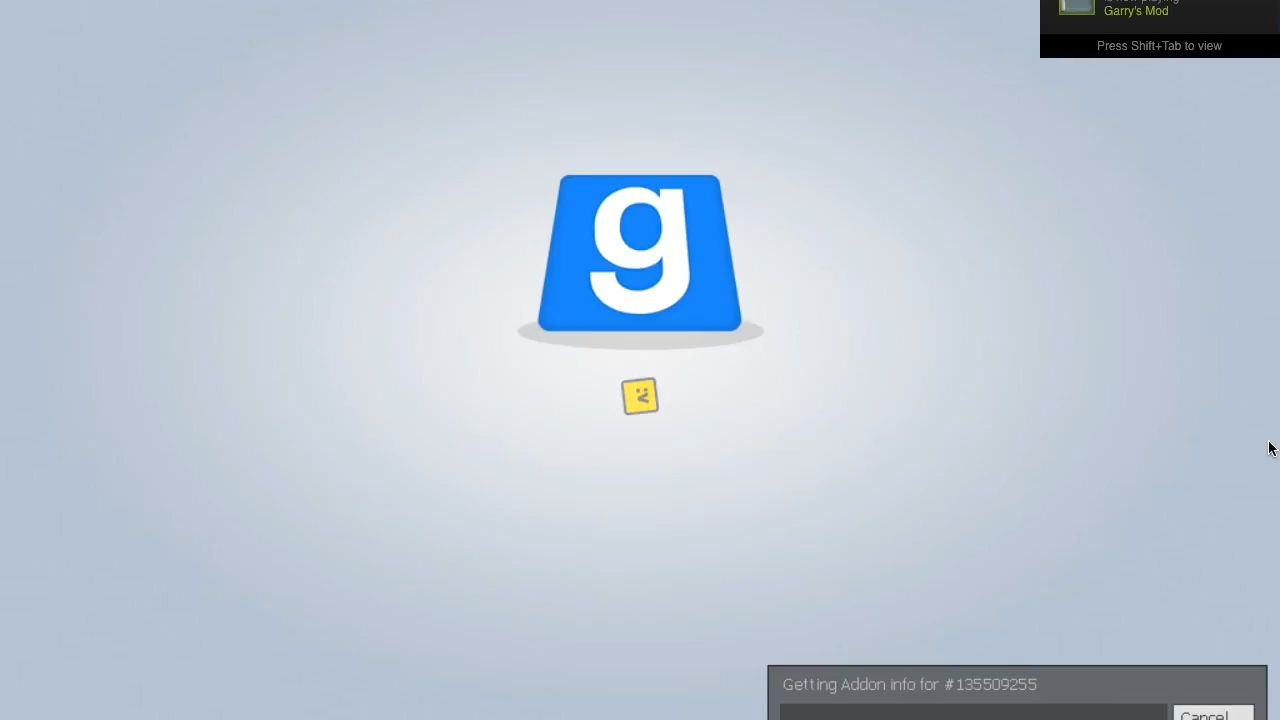 Garry's Mod
Press Shift+Tab to view
g
Getting Addon info for #135509255
Cancel